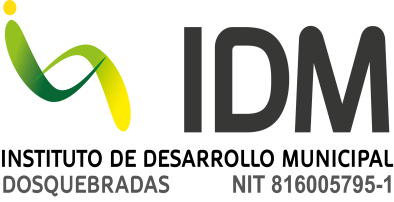 IDM
INSTITUTO DE DESARROLLO MUNICIPAL
DOSQUEBRADAS NIT 816005795-1